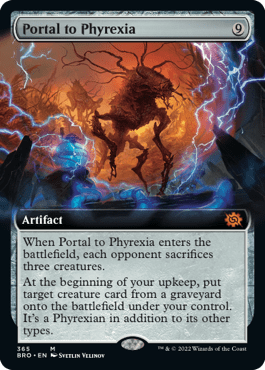 Portal to Phyrexia 9
Artifact
When Portal to Phyrexia enters the
battlefield, each opponent sacrifices
three creatures.
At the beginning of your upkeep, put
target creature card from a graveyard
onto the battlefield under your control.
It's a Phyrexian in addition to its other
types.
365 M
BRO • EN Svetlin Velinov ™ & © 2022 Wizards of the Coast